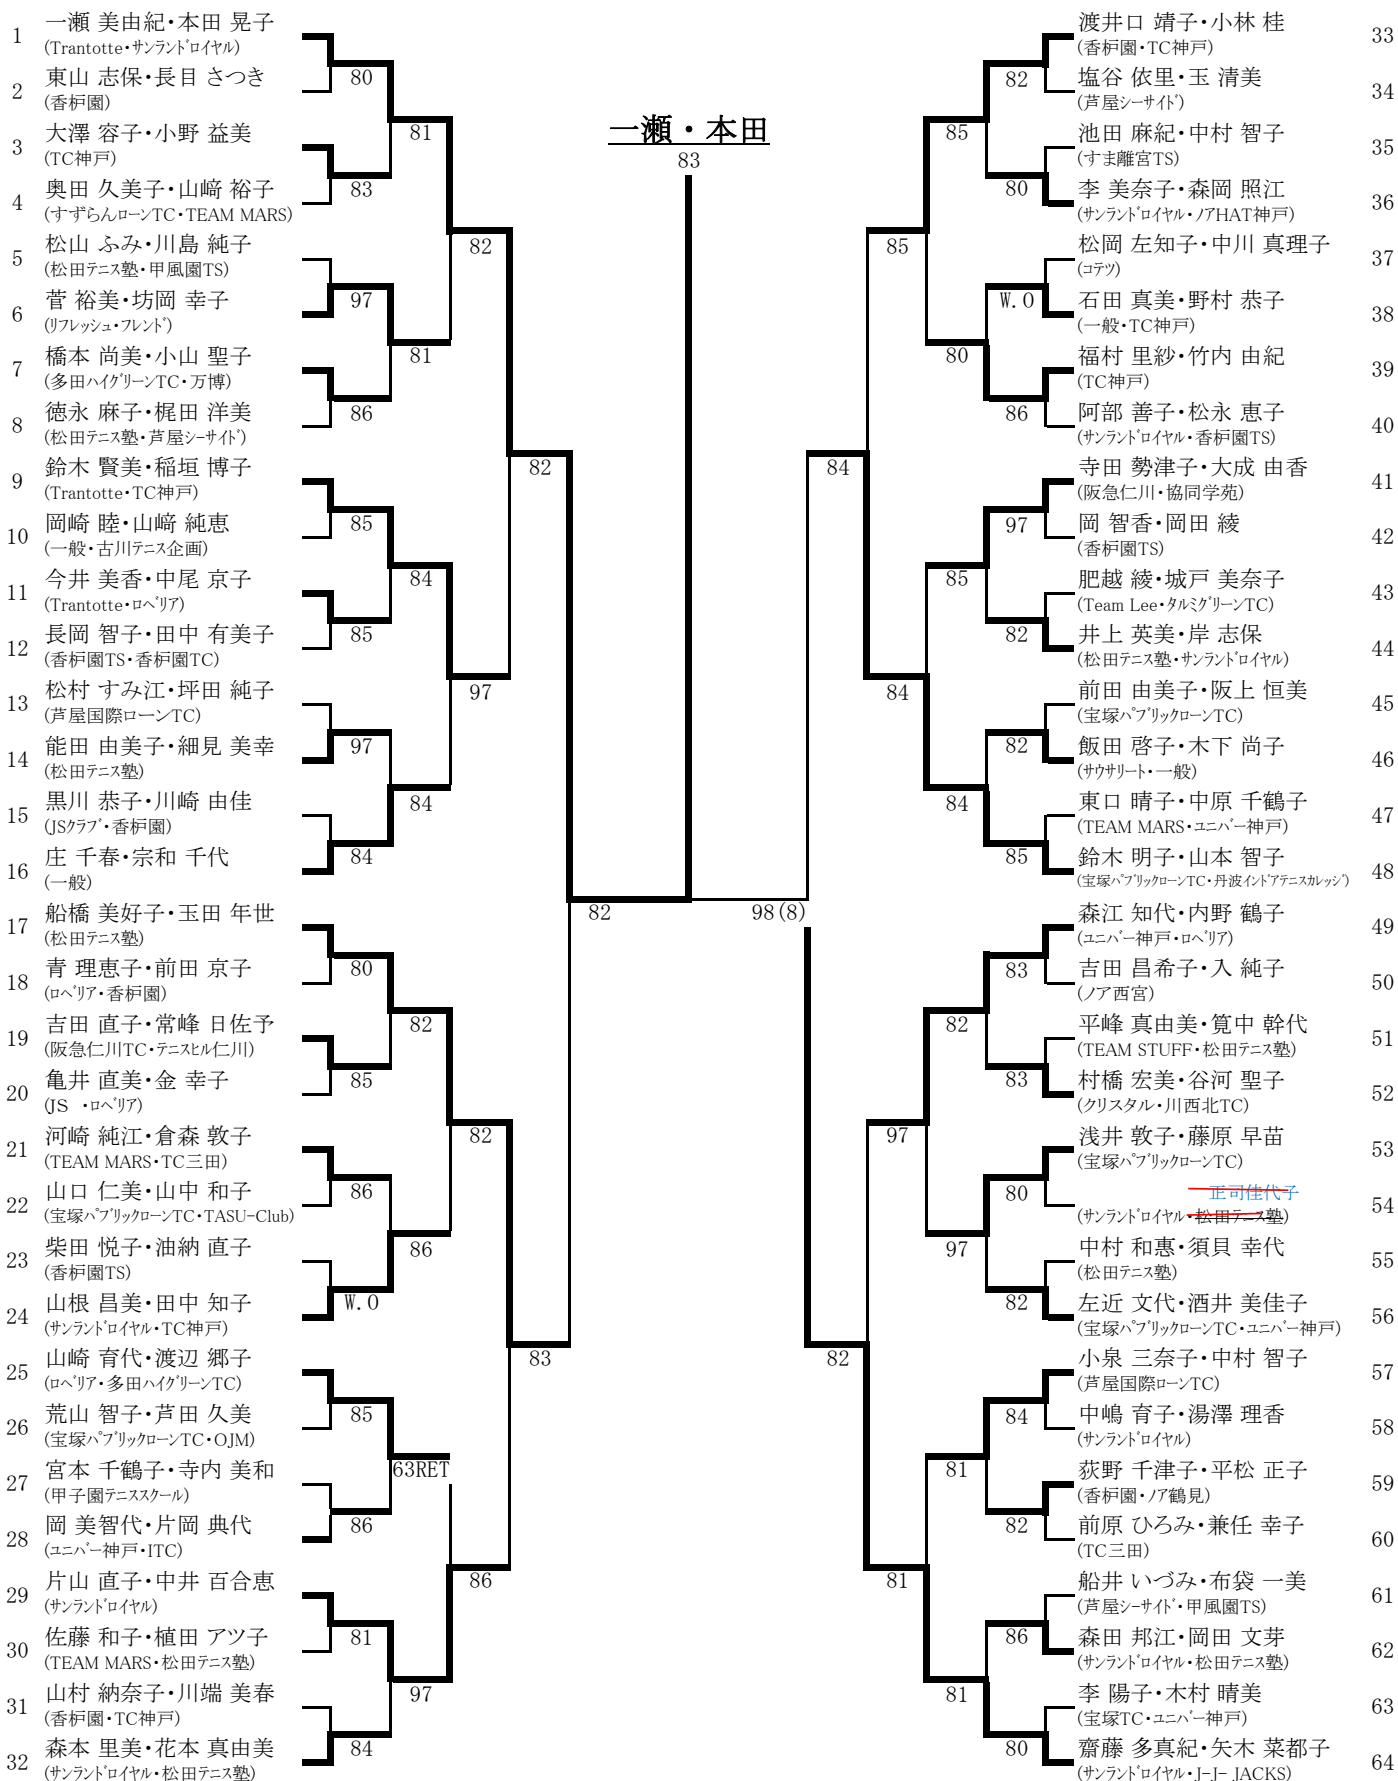 一瀬・本田
83
1 一瀬 美由紀・本田 晃子
(Trantotte・サンランドロイヤル)
2 東山 志保・長目 さつき
(香枦園)
80
3 大澤 容子・小野 益美
(TC神戸)
4 奥田 久美子・山﨑 裕子
(すずらんローンTC・TEAM MARS)
83
81
5 松山 ふみ・川島 純子
(松田テニス塾・甲風園TS)
6 菅 裕美・坊岡 幸子
(リフレッシュ・フレンド)
97
7 橋本 尚美・小山 聖子
(多田ハイグリーンTC・万博)
8 徳永 麻子・梶田 洋美
(松田テニス塾・芦屋シーサイド)
86
81
82
9 鈴木 賢美・稲垣 博子
(Trantotte・TC神戸)
10 岡崎 睦・山﨑 純恵
(一般・古川テニス企画)
85
11 今井 美香・中尾 京子
(Trantotte・ロペリア)
12 長岡 智子・田中 有美子
(香枦園TS・香枦園TC)
85
84
13 松村 すみ江・坪田 純子
(芦屋国際ローンTC)
14 能田 由美子・細見 美幸
(松田テニス塾)
97
15 黒川 恭子・川崎 由佳
(JSクラブ・香枦園)
16 庄 千春・宗和 千代
(一般)
84
84
97
82
17 船橋 美好子・玉田 年世
(松田テニス塾)
18 青 理恵子・前田 京子
(ロペリア・香枦園)
80
19 吉田 直子・常峰 日佐予
(阪急仁川TC・テニスヒル仁川)
20 亀井 直美・金 幸子
(JS ・ロペリア)
85
82
21 河崎 純江・倉森 敦子
(TEAM MARS・TC三田)
22 山口 仁美・山中 和子
(宝塚パブリックローンTC・TASU-Club)
86
23 柴田 悦子・油納 直子
(香枦園TS)
24 山根 昌美・田中 知子
(サンランドロイヤル・TC神戸)
W.O
86
82
25 山崎 育代・渡辺 郷子
(ロペリア・多田ハイグリーンTC)
26 荒山 智子・芦田 久美
(宝塚パブリックローンTC・OJM)
85
27 宮本 千鶴子・寺内 美和
(甲子園テニススクール)
28 岡 美智代・片岡 典代
(ユニバー神戸・ITC)
86
63RET
29 片山 直子・中井 百合恵
(サンランドロイヤル)
30 佐藤 和子・植田 アツ子
(TEAM MARS・松田テニス塾)
81
31 山村 納奈子・川端 美春
(香枦園・TC神戸)
32 森本 里美・花本 真由美
(サンランドロイヤル・松田テニス塾)
84
97
86
83
82
渡井口 靖子・小林 桂 33
(香枦園・TC神戸)
塩谷 依里・玉 清美 34
(芦屋シーサイド)
82
池田 麻紀・中村 智子 35
(すま離宮TS)
李 美奈子・森岡 照江 36
(サンランドロイヤル・ノアHAT神戸)
80
85
松岡 左知子・中川 真理子 37
(コテツ)
石田 真美・野村 恭子 38
(一般・TC神戸)
W.O
福村 里紗・竹内 由紀 39
(TC神戸)
阿部 善子・松永 恵子 40
(サンランドロイヤル・香枦園TS)
86
80
85
寺田 勢津子・大成 由香 41
(阪急仁川・協同学苑)
岡 智香・岡田 綾 42
(香枦園TS)
97
肥越 綾・城戸 美奈子 43
(Team Lee・タルミグリーンTC)
井上 英美・岸 志保 44
(松田テニス塾・サンランドロイヤル)
82
85
前田 由美子・阪上 恒美 45
(宝塚パブリックローンTC)
飯田 啓子・木下 尚子 46
(サウサリート・一般)
82
東口 晴子・中原 千鶴子 47
(TEAM MARS・ユニバー神戸)
鈴木 明子・山本 智子 48
(宝塚パブリックローンTC・丹波インドアテニスカレッジ)
85
84
84
84
森江 知代・内野 鶴子 49
(ユニバー神戸・ロペリア)
吉田 昌希子・入 純子 50
(ノア西宮)
83
平峰 真由美・筧中 幹代 51
(TEAM STUFF・松田テニス塾)
村橋 宏美・谷河 聖子 52
(クリスタル・川西北TC)
83
82
浅井 敦子・藤原 早苗 53
(宝塚パブリックローンTC)
正司佳代子 54
(サンランドロイヤル・松田テニス塾)
80
中村 和惠・須貝 幸代 55
(松田テニス塾)
左近 文代・酒井 美佳子 56
(宝塚パブリックローンTC・ユニバー神戸)
82
97
97
小泉 三奈子・中村 智子 57
(芦屋国際ローンTC)
中嶋 育子・湯澤 理香 58
(サンランドロイヤル)
84
荻野 千津子・平松 正子 59
(香枦園・ノア鶴見)
前原 ひろみ・兼任 幸子 60
(TC三田)
82
81
船井 いづみ・布袋 一美 61
(芦屋シーサイド・甲風園TS)
森田 邦江・岡田 文芽 62
(サンランドロイヤル・松田テニス塾)
86
李 陽子・木村 晴美 63
(宝塚TC・ユニバー神戸)
齋藤 多真紀・矢木 菜都子 64
(サンランドロイヤル・J-J- JACKS)
80
81
81
82
98(8)